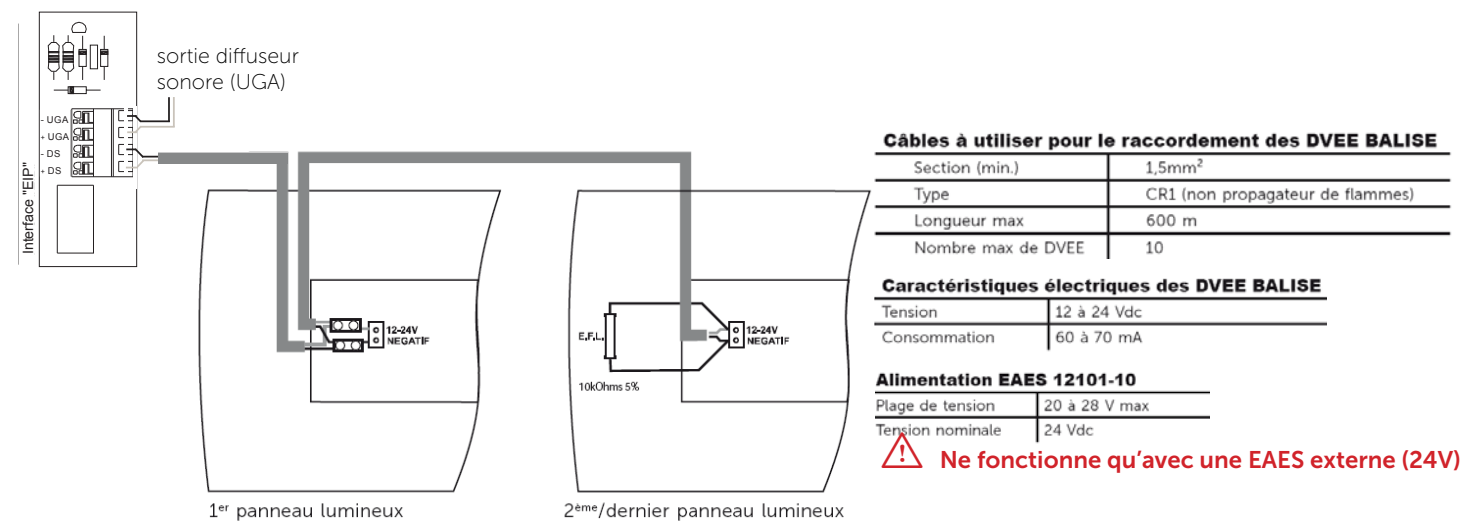 sortie diffuseur
sonore (UGA)
- UGA
+ UGA
- DS
+ DS
Interface "EIP"
12-24V
NEGATIF
1er panneau lumineux
E.F.L.
10kOhms 5%
12-24V
NEGATIF
2ème/dernier panneau lumineux
Câbles à utiliser pour le raccordement des DVEE BALISE
Section (min.) 1,5mm²
Type CR1 (non propagateur de flammes)
Longueur max 600 m
Nombre max de DVEE 10
Caractéristiques électriques des DVEE BALISE
Tension 12 à 24 Vdc
Consommation 60 à 70 mA
Alimentation EAES 12101-10
Plage de tension 20 à 28 V max
Tension nominale 24 Vdc
Ne fonctionne qu'avec une EAES externe (24V)